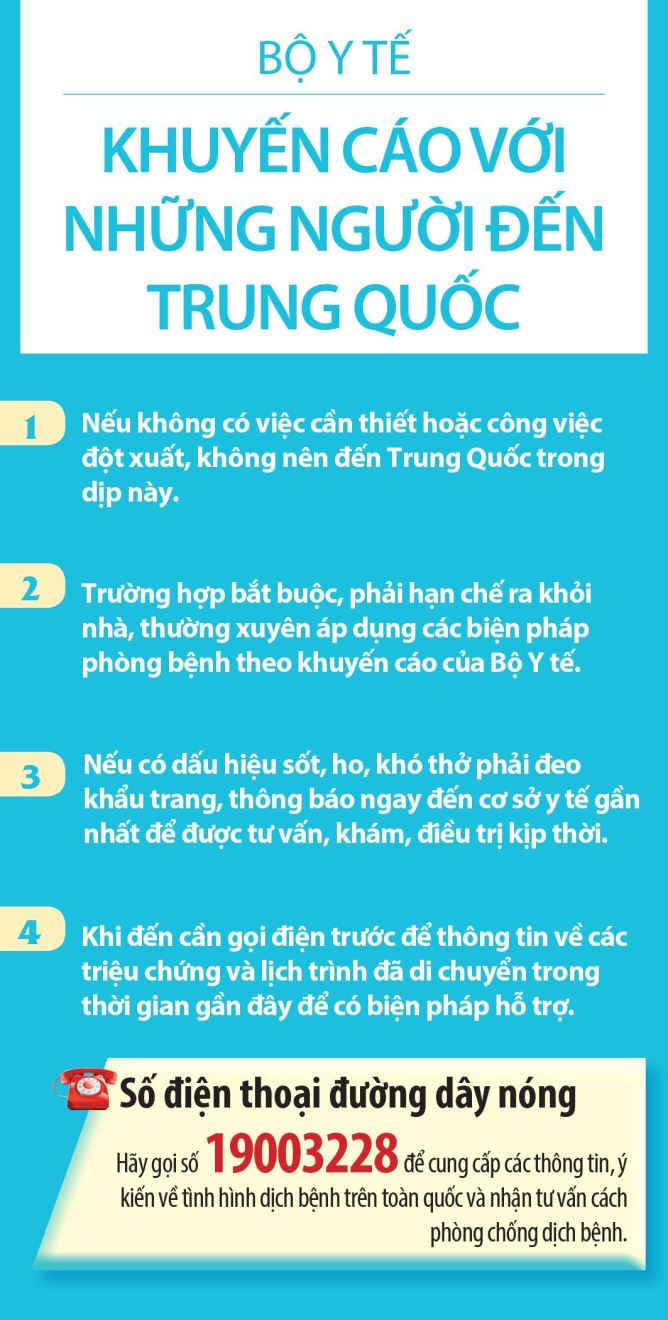 BỘ Y TẾ
KHUYẾN CÁO VỚI
NHỮNG NGƯỜI ĐẾN
TRUNG QUỐC
1
Nếu không có việc cần thiết hoặc công việc
đột xuất, không nên đến Trung Quốc trong
dịp này.
2
Trường hợp bắt buộc, phải hạn chế ra khỏi
nhà, thường xuyên áp dụng các biện pháp
phòng bệnh theo khuyến cáo của Bộ Y tế.
3
Nếu có dấu hiệu sốt, ho, khó thở phải đeo
khẩu trang, thông báo ngay đến cơ sở y tế gần
nhất để được tư vấn, khám, điều trị kịp thời.
4
Khi đến cần gọi điện trước để thông tin về các
triệu chứng và lịch trình đã di chuyển trong
thời gian gần đây để có biện pháp hỗ trợ.
Số điện thoại đường dây nóng
Hãy gọi số 19003228 để cung cấp các thông tin, ý
kiến về tình hình dịch bệnh trên toàn quốc và nhận tư vấn cách
phòng chống dịch bệnh.